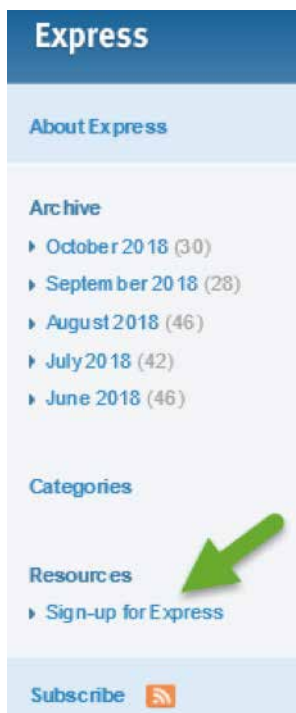 Express
About Express
Archive
October 2018 (30)
September 2018 (28)
August 2018 (46)
July 2018 (42)
June 2018 (46)
Categories
Resources
Sign-up for Express
Subscribe